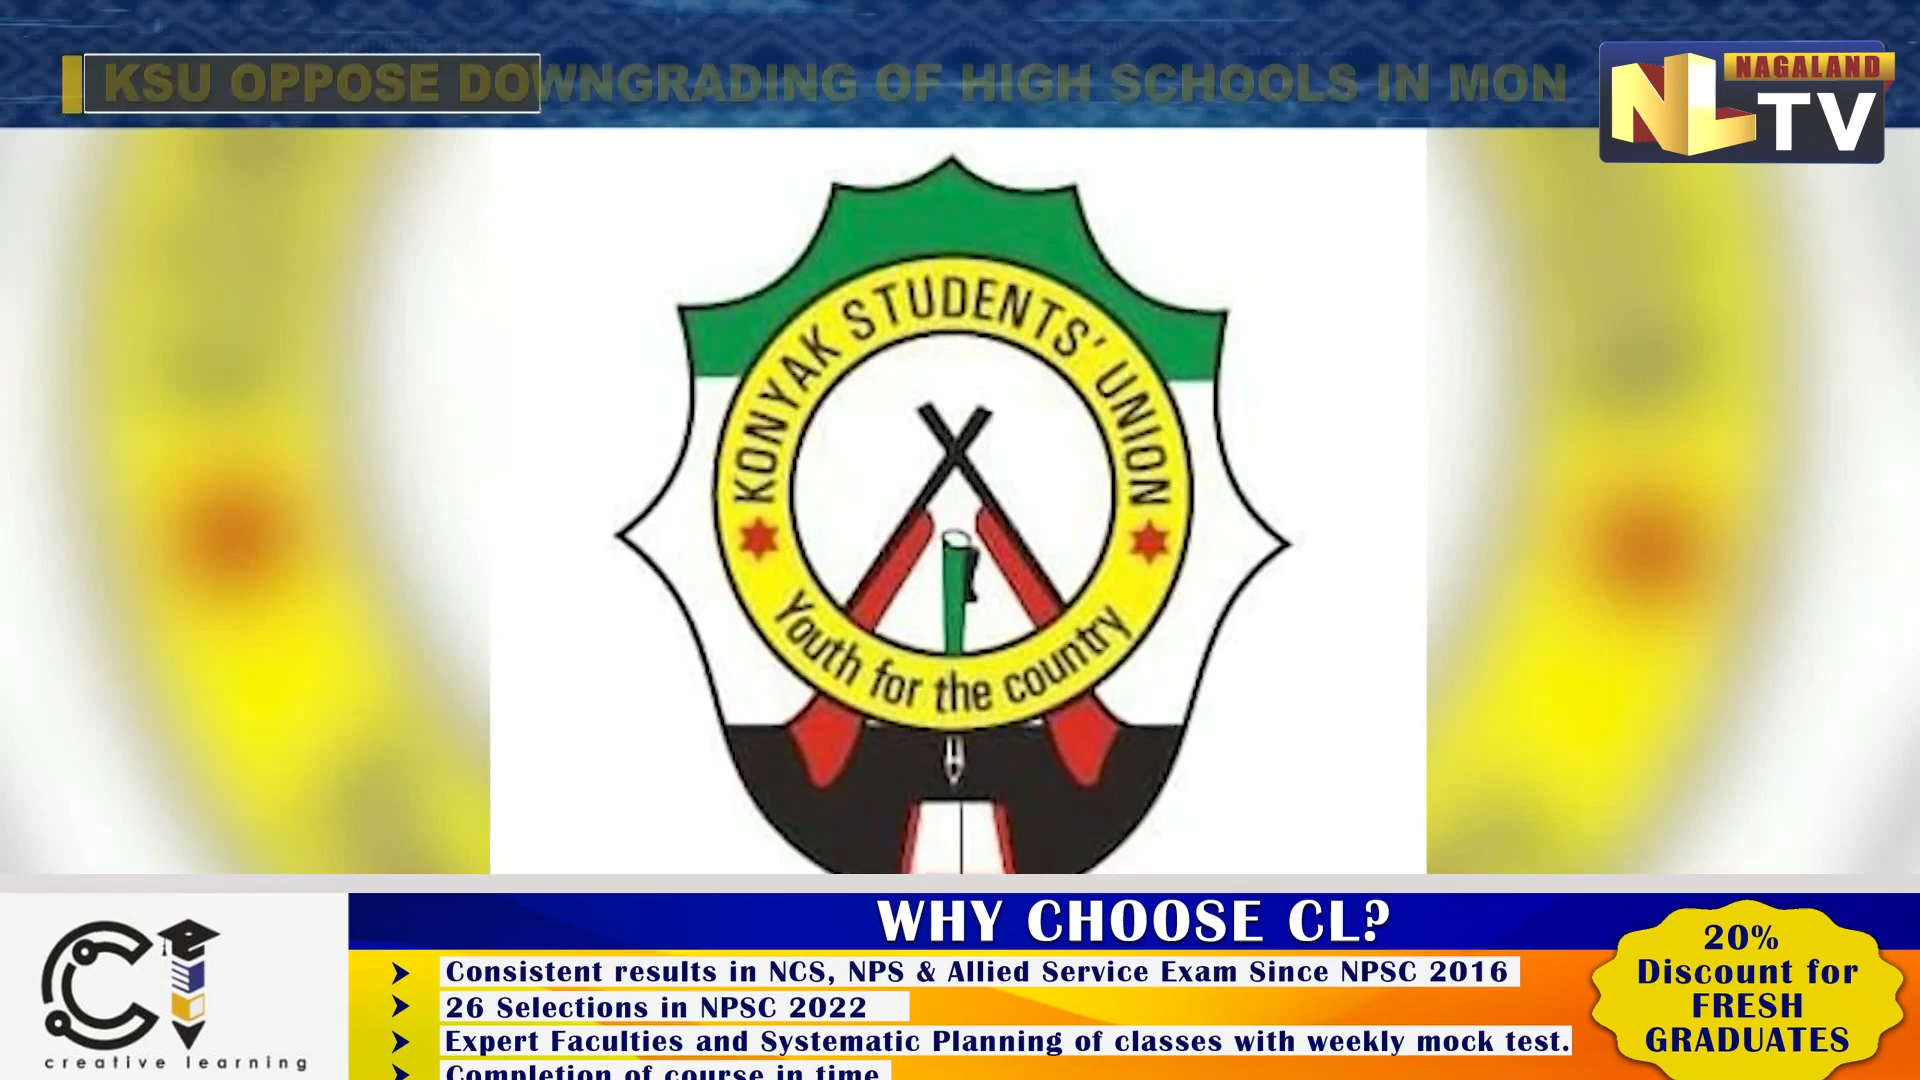 KSU OPPOSE DOWNGRADING OF HIGH SCHOOLS IN MON
NL
NAGALAND
TV
KONYAK STUDENTS' UNION
Youth for the country
WHY CHOOSE CL?
Consistent results in NCS, NPS & Allied Service Exam Since NPSC 2016
26 Selections in NPSC 2022
Expert Faculties and Systematic Planning of classes with weekly mock test.
Completion of course in time
creative learning
20%
Discount for
FRESH
GRADUATES